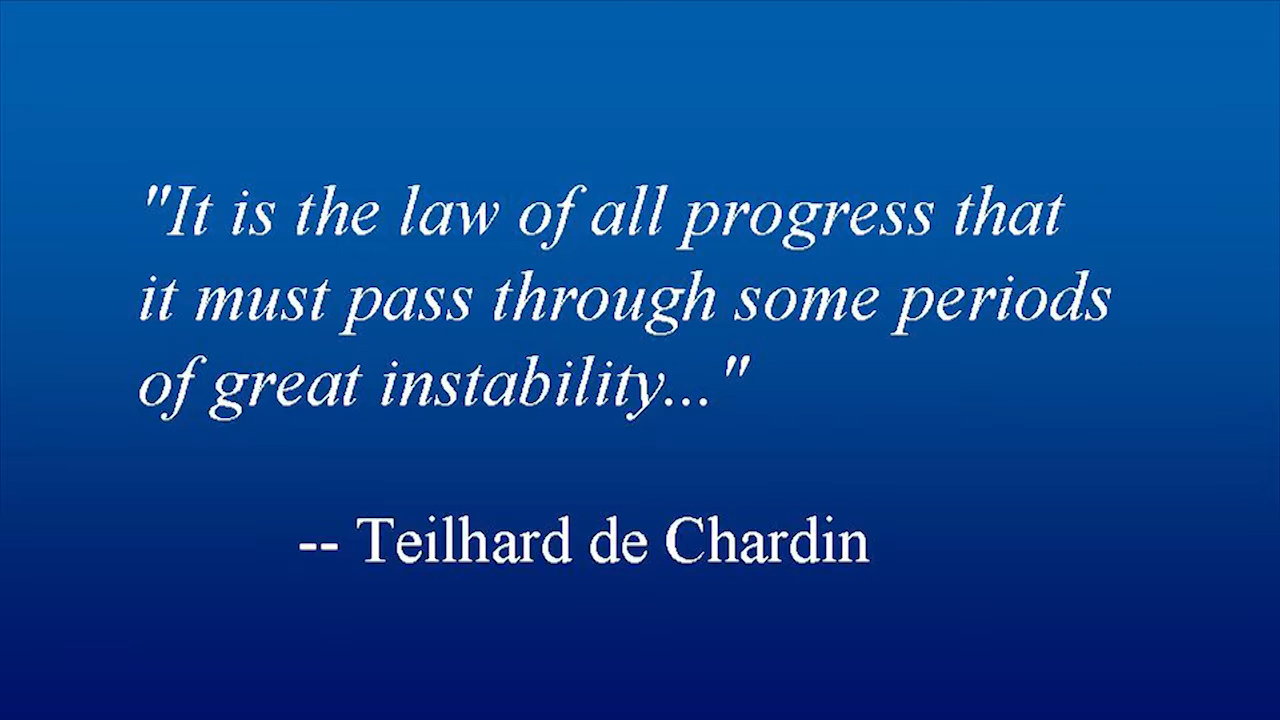 "It is the law of all progress that
it must pass through some periods
of great instability..."
-- Teilhard de Chardin